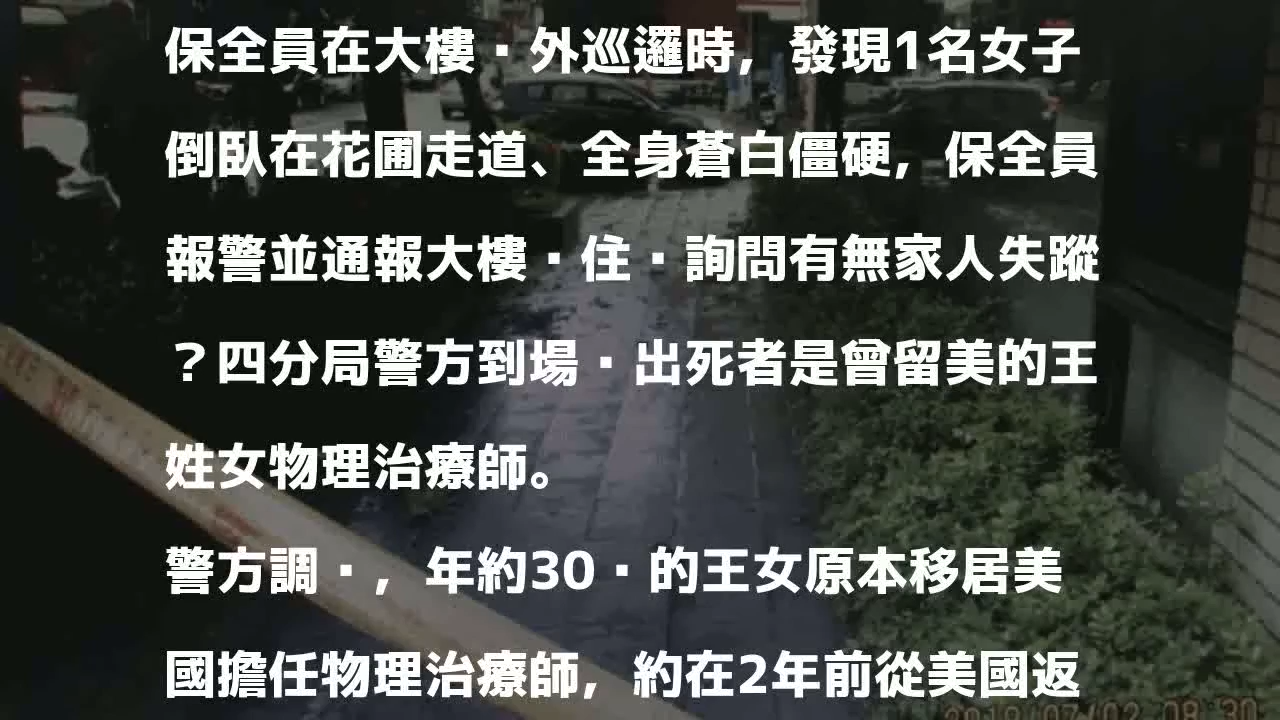 保全員在大樓▪外巡邏時，發現1名女子
倒臥在花圃走道、全身蒼白僵硬，保全員
報警並通報大樓▪住▪詢問有無家人失蹤
？四分局警方到場▪出死者是曾留美的王
姓女物理治療師。
警方調▪，年約30▪的王女原本移居美
國擔任物理治療師，約在2年前從美國返